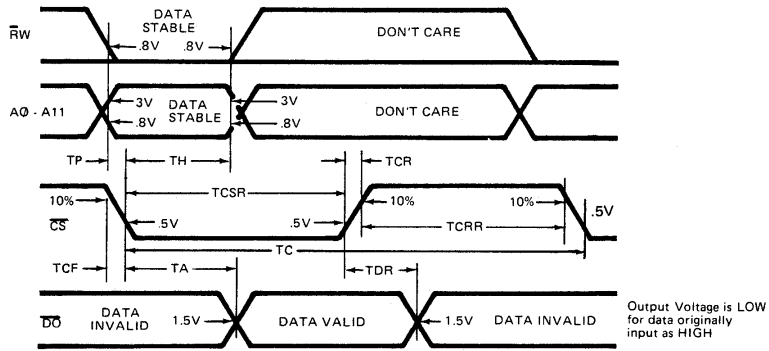 DATA
STABLE
RW
.8V .8V
DON'T CARE
AØ - A11
3V
DATA
STABLE
3V
.8V
.8V
DON'T CARE
TP
TH
TCR
TCSR
10%
10%
10%
.5V
CS
.5V
.5V
TCRR
TC
TCF
TA
TDR
DO
DATA
INVALID
1.5V
DATA VALID
1.5V
DATA INVALID
Output Voltage is LOW
for data originally
input as HIGH